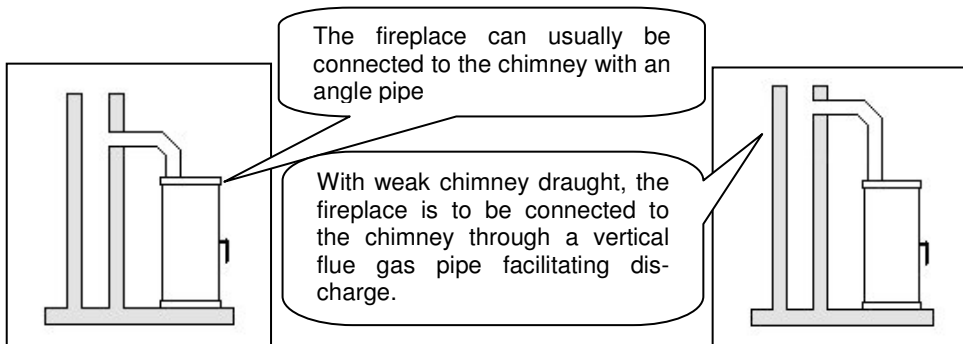 The fireplace can usually be
connected to the chimney with an
angle pipe
With weak chimney draught, the
fireplace is to be connected to
the chimney through a vertical
flue gas pipe facilitating dis-
charge.